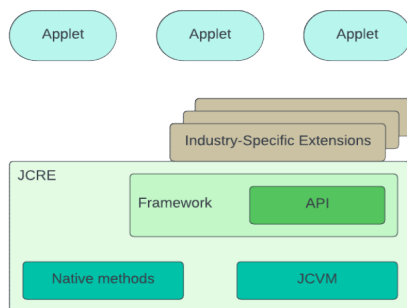 Applet
Applet
Applet
Industry-Specific Extensions
JCRE
Framework
API
Native methods
JCVM